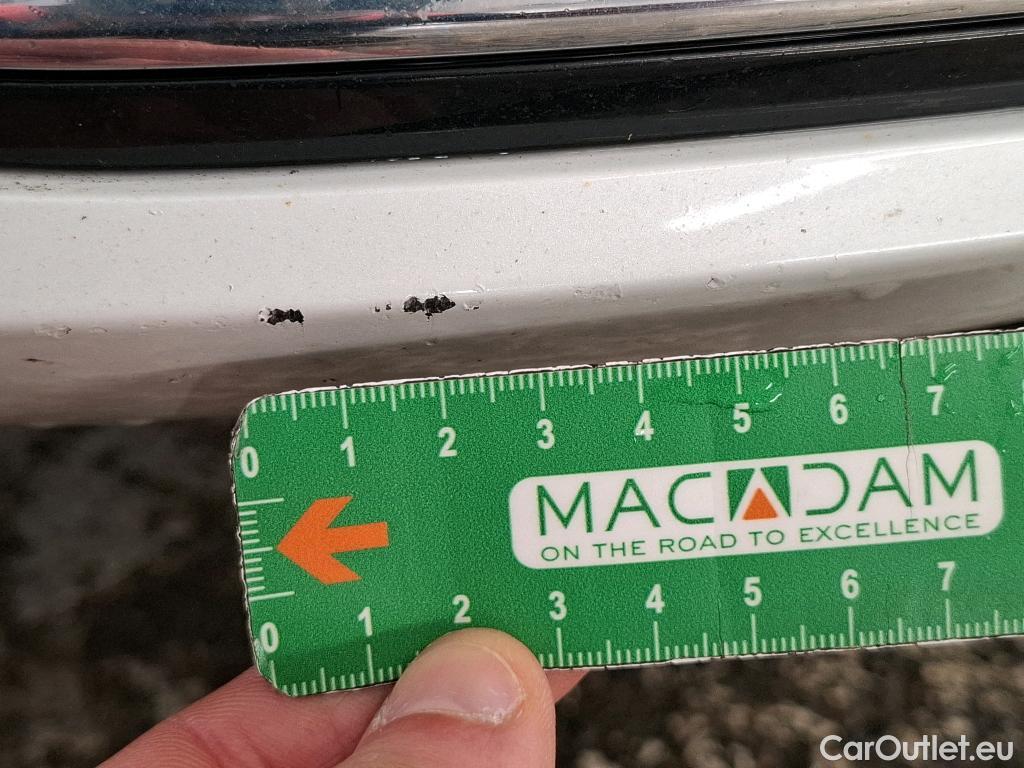 0 1 2 3 4 5 6 7
MACADAM
ON THE ROAD TO EXCELLENCE
0 1 2 3 4 5 6 7
CarOutlet.eu